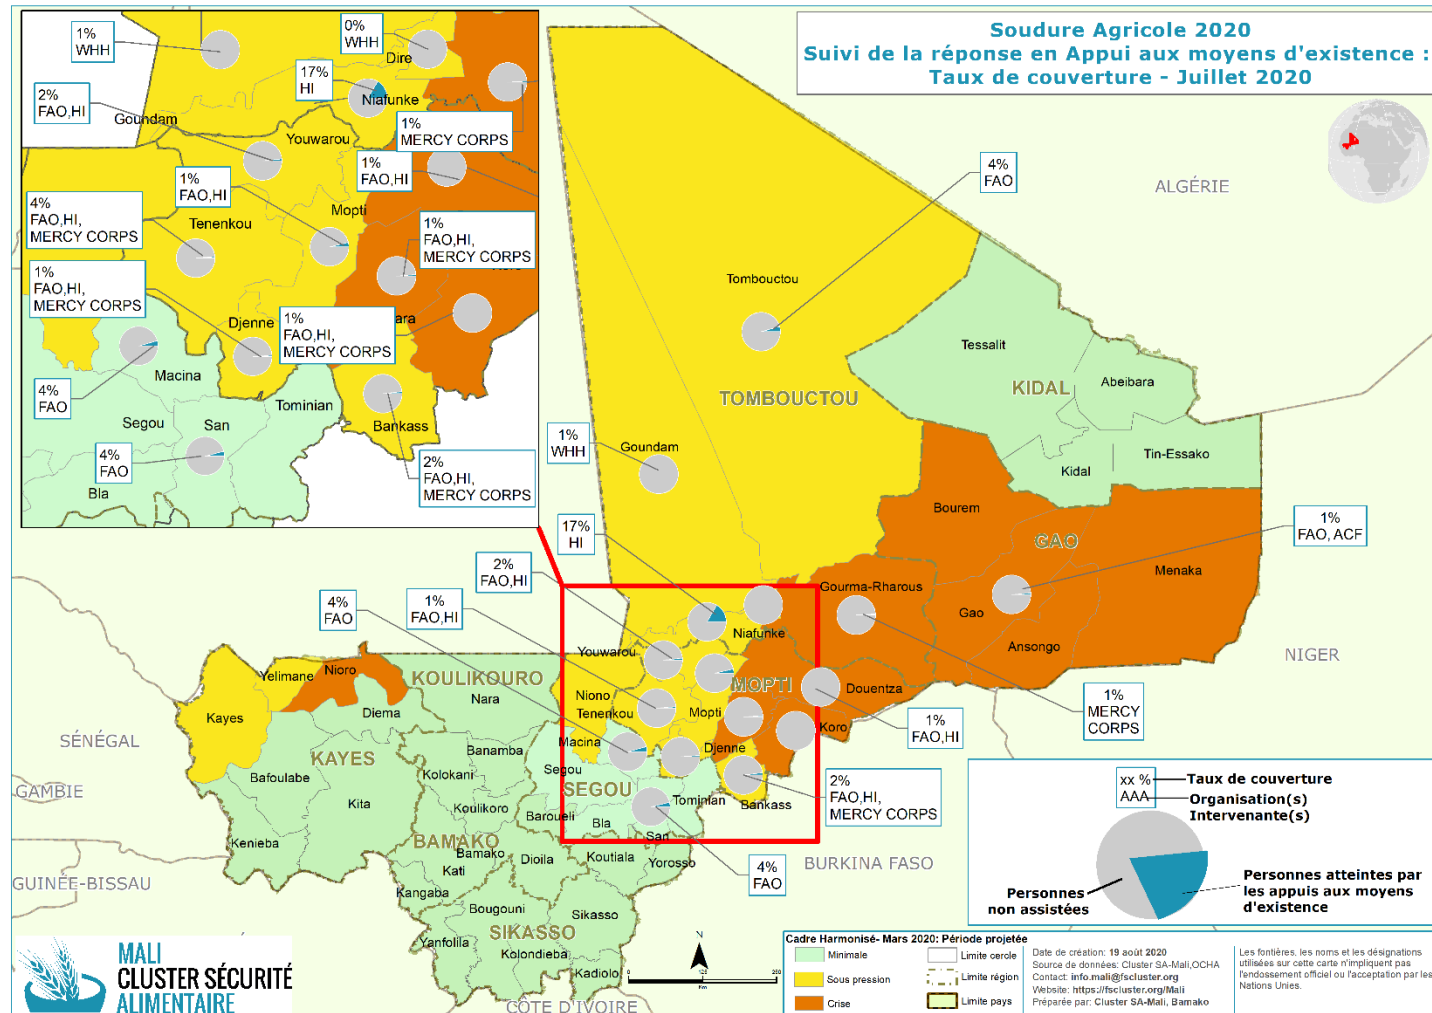 Soudure Agricole 2020
Suivi de la réponse en Appui aux moyens d'existence :
Taux de couverture - Juillet 2020
1%
WHH
0%
WHH
Dire
17%
HI
Niafunke
2%
FAO,HI
Goundam
Youwarou
1%
MERCY CORPS
1%
FAO,HI
1%
FAO,HI
Mopti
4%
FAO,HI,
MERCY CORPS
Tenenkou
1%
FAO,HI,
MERCY CORPS
1%
FAO,HI,
MERCY CORPS
Djenne
1%
FAO,HI,
MERCY CORPS
ara
Macina
4%
FAO
Tominian
Segou
San
Bankass
4%
FAO
2%
FAO,HI,
MERCY CORPS
Bla
4%
FAO
ALGÉRIE
Tombouctou
Tessalit
KIDAL
Abeibara
TOMBOUCTOU
1%
WHH
Goundam
Tin-Essako
Kidal
Bourem
17%
HI
1%
FAO, ACF
GAO
2%
FAO,HI
Menaka
Gourma-Rharous
1%
FAO,HI
4%
FAO
Gao
Niafunke
Ansongo
Youwarou
NIGER
Nioro
Yelimane
KOULIKOURO
MOPTI
Douentza
Nara
Niono
Kayes
Tenenkou
Mopti
1%
MERCY
CORPS
Diema
1%
FAO,HI
Koro
SÉNÉGAL
Macina
Djenne
KAYES
Banamba
Segou
Bafoulabe
Kolokani
SEGOU
2%
FAO,HI,
MERCY CORPS
GAMBIE
Kita
Koulikoro
Tominian
Bankass
Baroueli
Bla
Kenieba
BAMAKO
San
Bamako
Dioila
Koutiala
Yorosso
BURKINA FASO
Kati
4%
FAO
GUINÉE-BISSAU
Kangaba
Bougouni
Sikasso
SIKASSO
Yanfolila
Kolondieba
Kadiolo
CÔTE D'IVOIRE
xx %
Taux de couverture
AAA
Organisation(s)
Intervenante(s)
Personnes
non assistées
Personnes atteintes par
les appuis aux moyens
d'existence
MALI
CLUSTER SÉCURITÉ
ALIMENTAIRE
N
0
125
250
Km
Cadre Harmonisé- Mars 2020: Période projetée
Minimale
Sous pression
Crise
Limite cercle
Limite région
Limite pays
Date de création: 19 août 2020
Source de données: Cluster SA-Mali,OCHA
Contact: info.mali@fscluster.org
Website: https://fscluster.org/Mali
Préparée par: Cluster SA-Mali, Bamako
Les fontières, les noms et les désignations
utilisées sur cette carte n'impliquent pas
l'endossement officiel ou l'acceptation par les
Nations Unies.